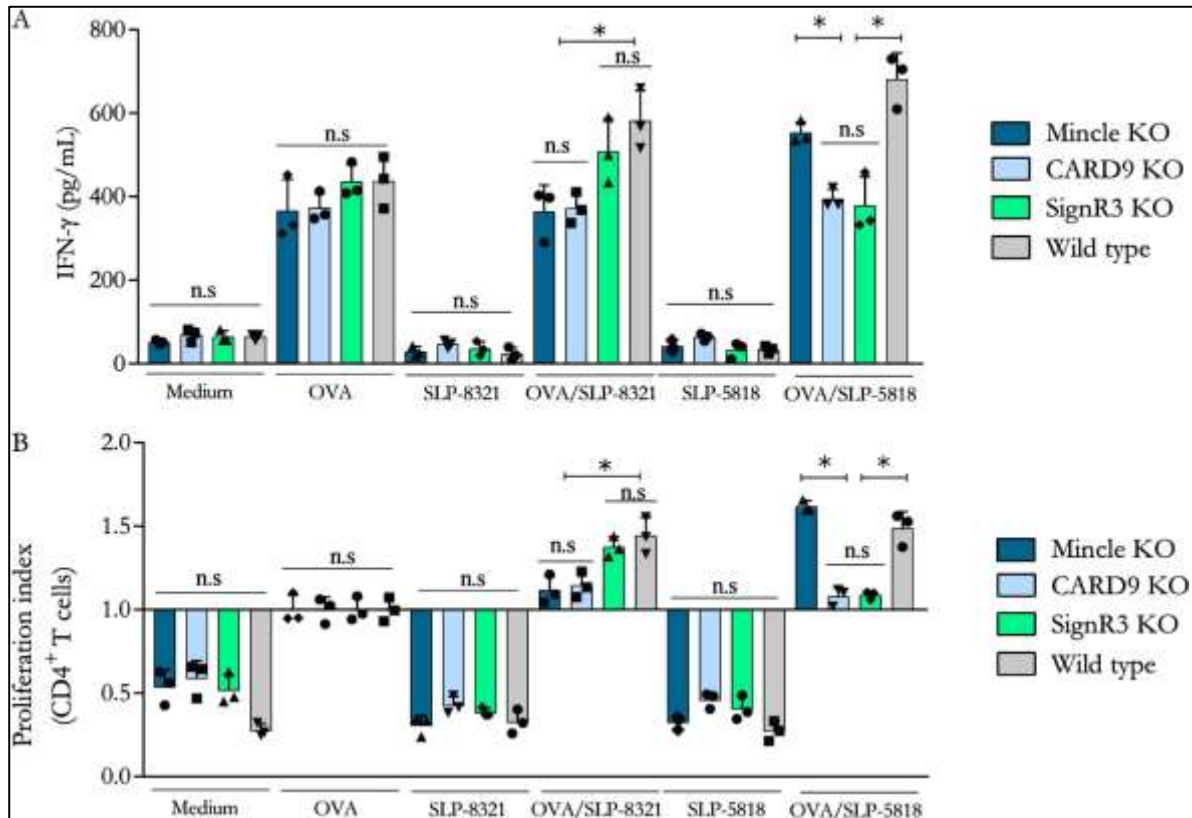 A
800
600
400
200
0
IFN-γ (pg/mL)
n.s
n.s
n.s
*
n.s
n.s
n.s
*
*
n.s
Medium
OVA
SLP-8321
OVA/SLP-8321
SLP-5818
OVA/SLP-5818
Mincle KO
CARD9 KO
SignR3 KO
Wild type
B
2.0
1.5
1.0
0.5
0.0
Proliferation index
(CD4⁺ T cells)
n.s
n.s
n.s
*
n.s
n.s
n.s
*
*
n.s
Medium
OVA
SLP-8321
OVA/SLP-8321
SLP-5818
OVA/SLP-5818
Mincle KO
CARD9 KO
SignR3 KO
Wild type